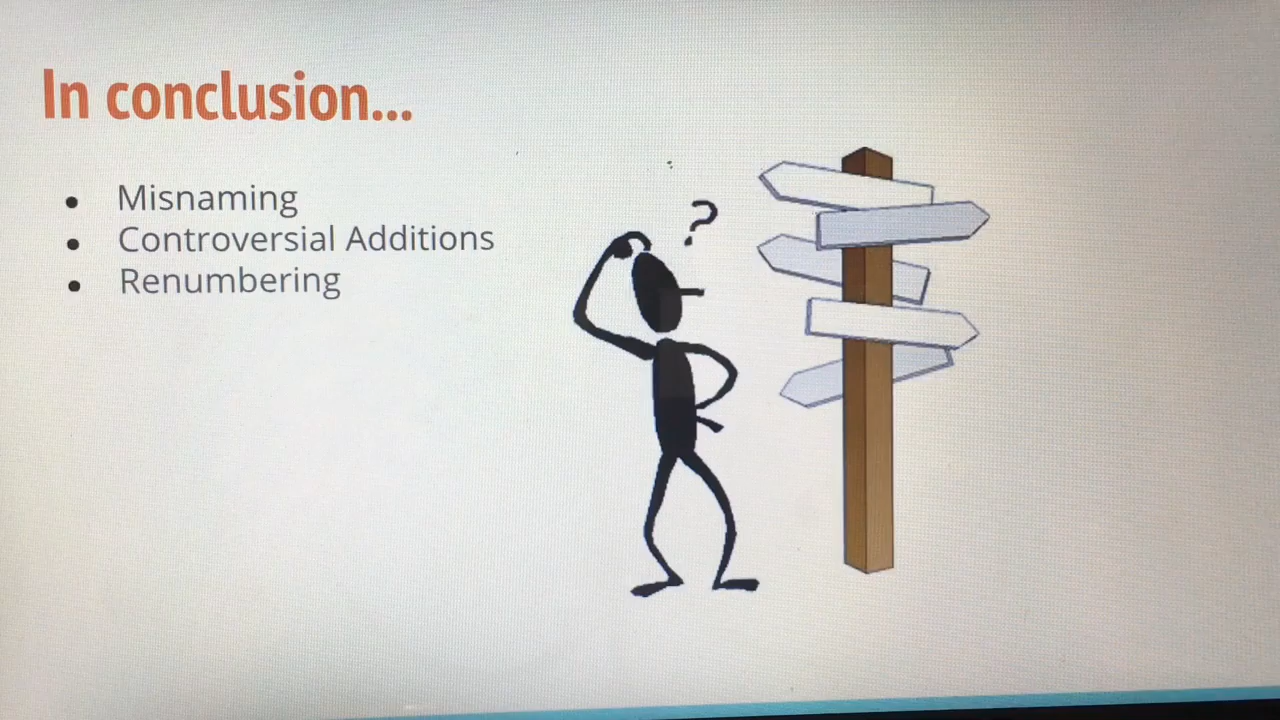 In conclusion...
Misnaming
Controversial Additions
Renumbering
?